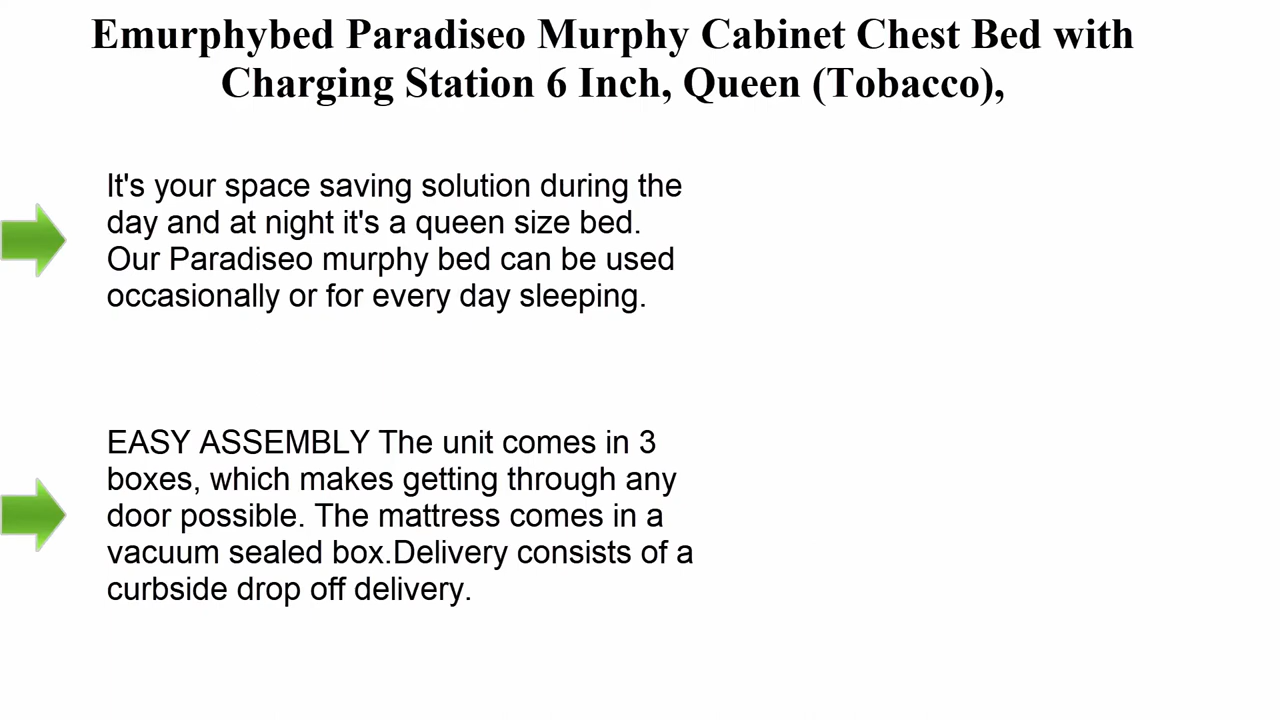 Emurphybed Paradiseo Murphy Cabinet Chest Bed with
Charging Station 6 Inch, Queen (Tobacco),
It's your space saving solution during the
day and at night it's a queen size bed.
Our Paradiseo murphy bed can be used
occasionally or for every day sleeping.
EASY ASSEMBLY The unit comes in 3
boxes, which makes getting through any
door possible. The mattress comes in a
vacuum sealed box.Delivery consists of a
curbside drop off delivery.